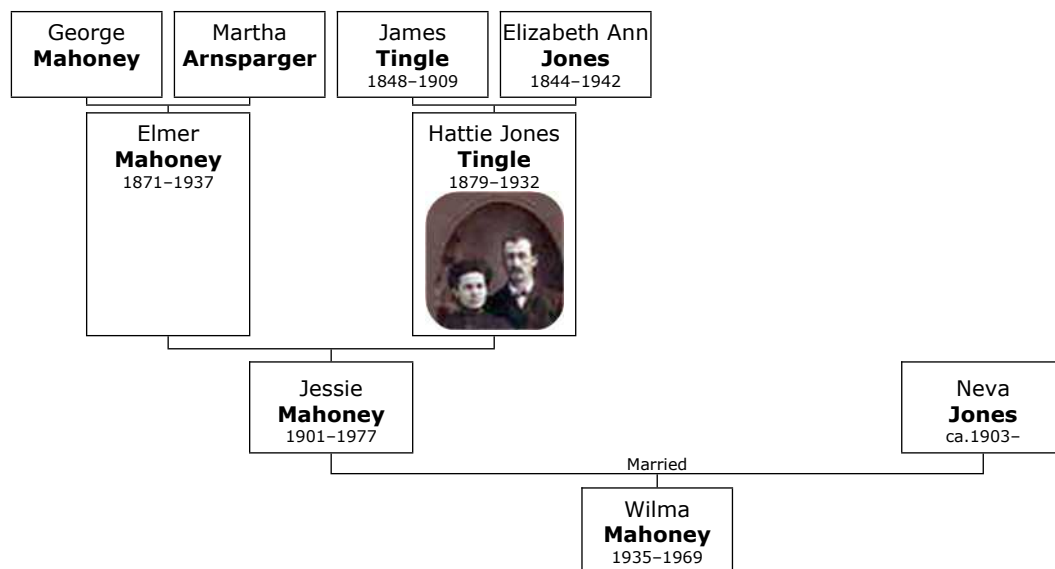 George
Mahoney
Martha
Arnsparger
James
Tingle
1848–1909
Elizabeth Ann
Jones
1844–1942
Elmer
Mahoney
1871–1937
Hattie Jones
Tingle
1879–1932
Jessie
Mahoney
1901–1977
Neva
Jones
ca.1903–
Married
Wilma
Mahoney
1935–1969